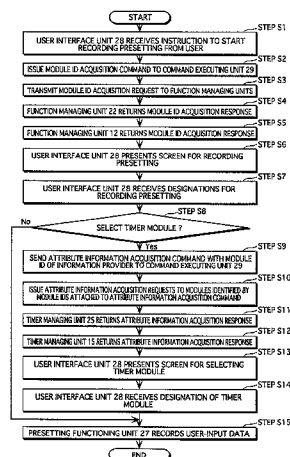 START
STEP S1
USER INTERFACE UNIT 28 RECEIVES INSTRUCTION TO START
RECORDING PRESETTING FROM USER
STEP S2
ISSUE MODULE ID ACQUISITION COMMAND TO COMMAND EXECUTING UNIT 29
STEP S3
TRANSMIT MODULE ID ACQUISITION REQUEST TO FUNCTION MANAGING UNITS
STEP S4
FUNCTION MANAGING UNIT 22 RETURNS MODULE ID ACQUISITION RESPONSE
STEP S5
FUNCTION MANAGING UNIT 12 RETURNS MODULE ID ACQUISITION RESPONSE
STEP S6
USER INTERFACE UNIT 28 PRESENTS SCREEN FOR RECORDING
PRESETTING
STEP S7
USER INTERFACE UNIT 28 RECEIVES DESIGNATIONS FOR
RECORDING PRESETTING
STEP S8
No
SELECT TIMER MODULE ?
Yes
STEP S9
SEND ATTRIBUTE INFORMATION ACQUISITION COMMAND WITH MODULE
ID OF INFORMATION PROVIDER TO COMMAND EXECUTING UNIT 29
STEP S10
ISSUE ATTRIBUTE INFORMATION ACQUISITION REQUESTS TO MODULES IDENTIFIED BY
MODULE IDS ATTACHED TO ATTRIBUTE INFORMATION ACQUISITION COMMAND
STEP S11
TIMER MANAGING UNIT 25 RETURNS ATTRIBUTE INFORMATION ACQUISITION RESPONSE
STEP S12
TIMER MANAGING UNIT 15 RETURNS ATTRIBUTE INFORMATION ACQUISITION RESPONSE
STEP S13
USER INTERFACE UNIT 28 PRESENTS SCREEN FOR SELECTING
TIMER MODULE
STEP S14
USER INTERFACE UNIT 28 RECEIVES DESIGNATION OF TIMER
MODULE
STEP S15
PRESETTING FUNCTIONING UNIT 27 RECORDS USER-INPUT DATA
END